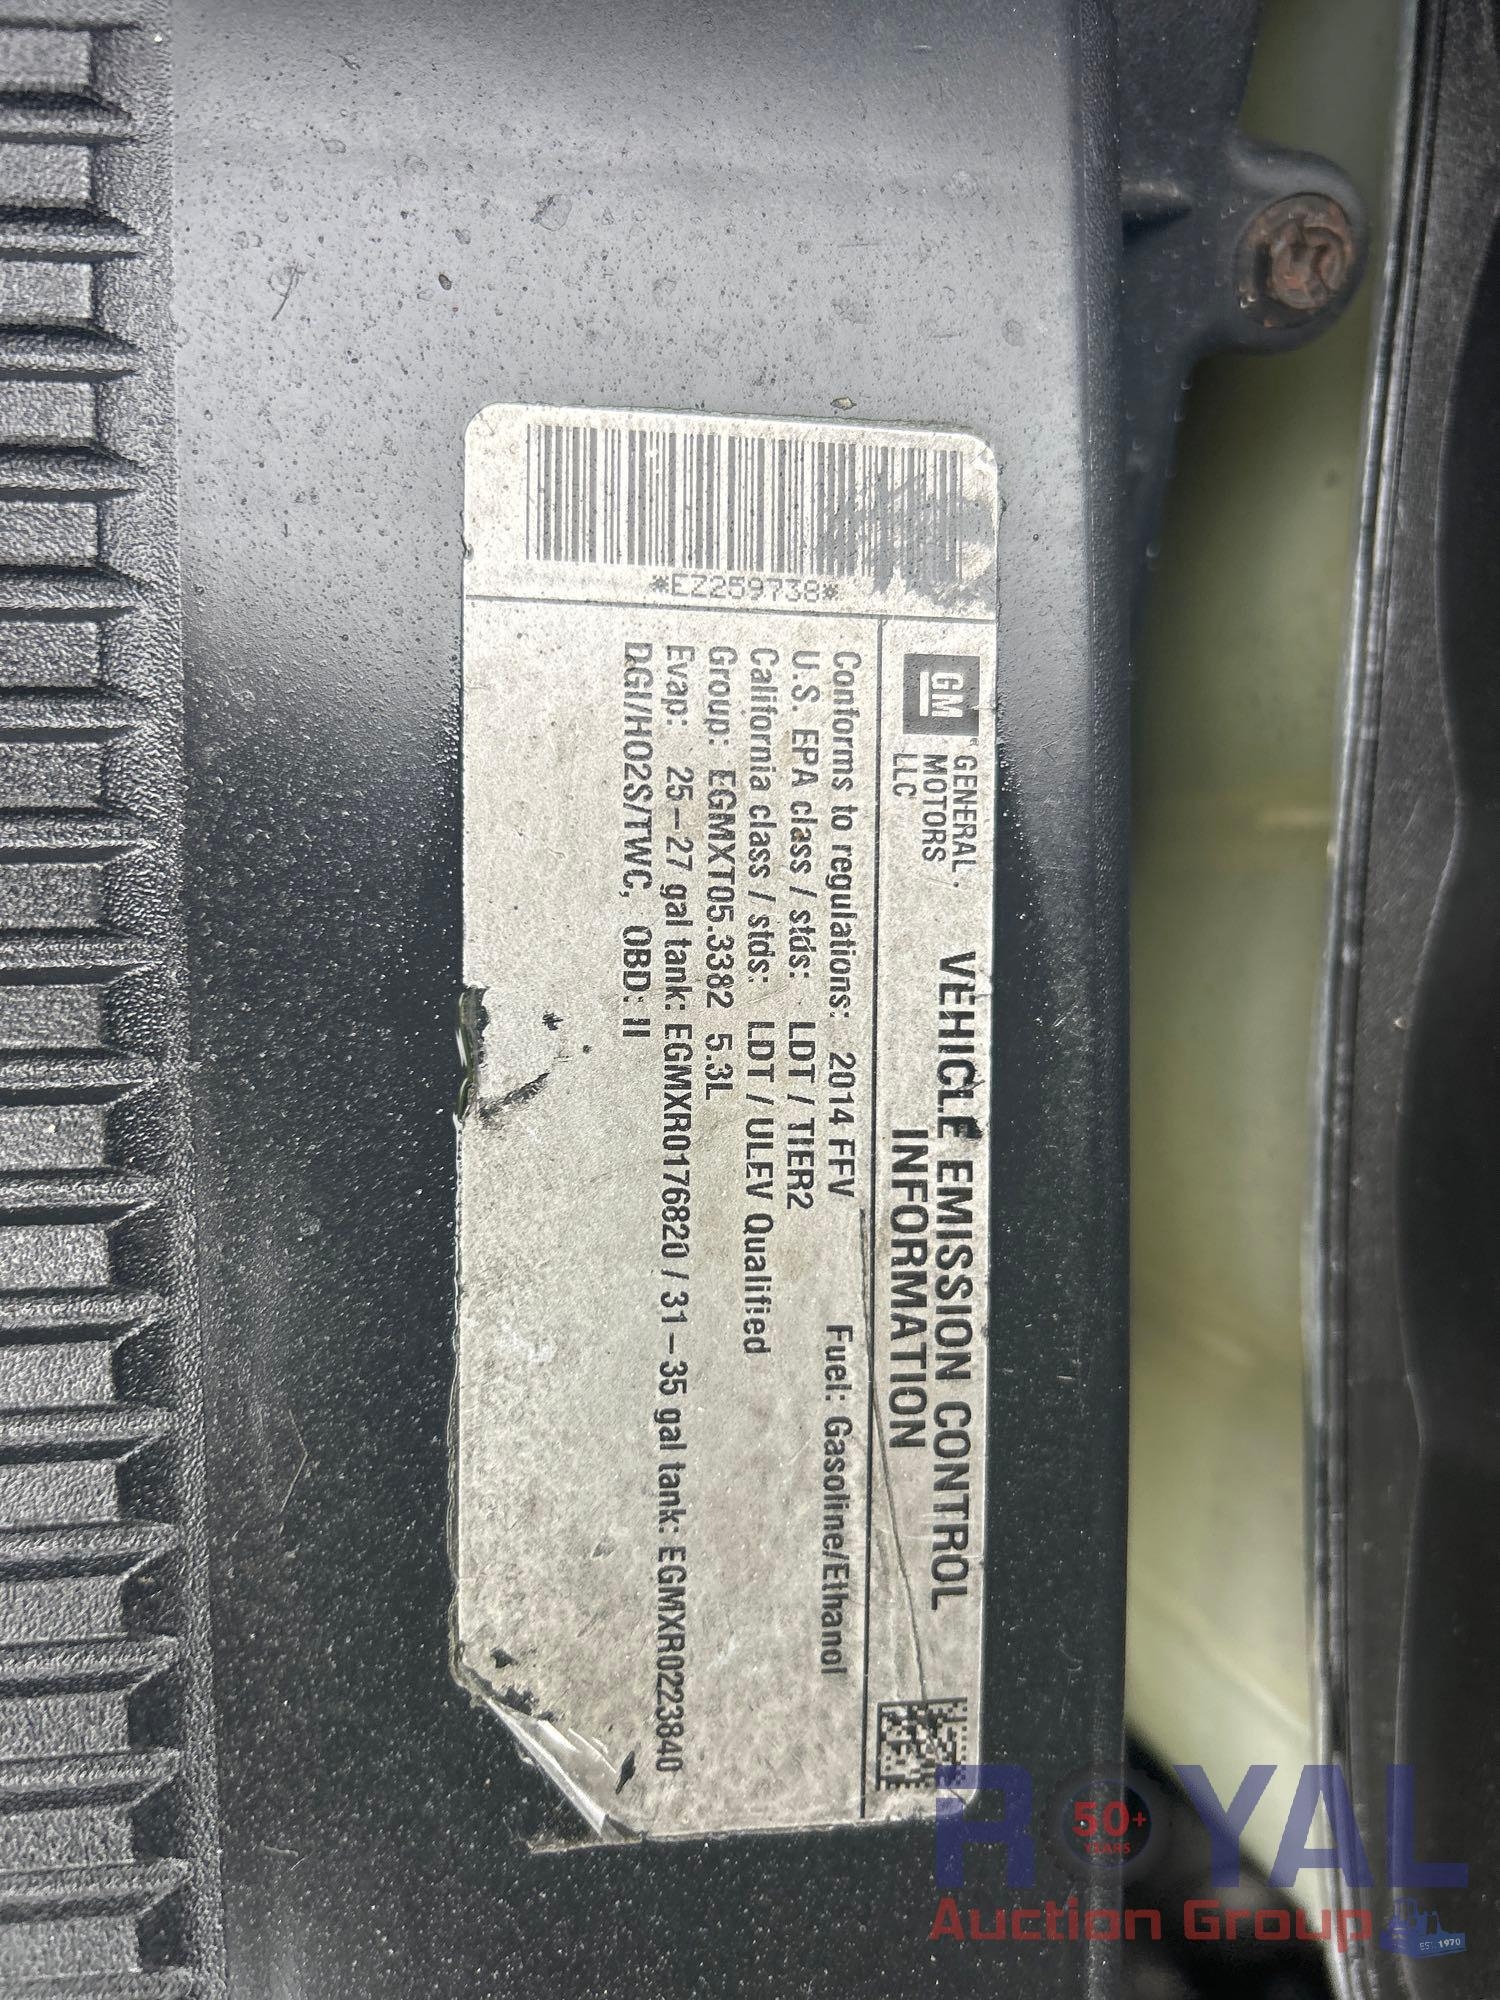 *EZ259738*
GM
GENERAL
MOTORS
LLC
VEHICLE EMISSION CONTROL
INFORMATION
Conforms to regulations: 2014 FFV Fuel: Gasoline/Ethanol
U.S. EPA class / stds: LDT / TIER2
California class / stds: LDT / ULEV Qualified
Group: EGMXT05.3382 5.3L
Evap: 25-27 gal tank: EGMXR0176820 / 31-35 gal tank: EGMXR0223840
DGI/HO2S/TWC, OBD: II
ROYAL
50+
YEARS
Auction Group
EST. 1970